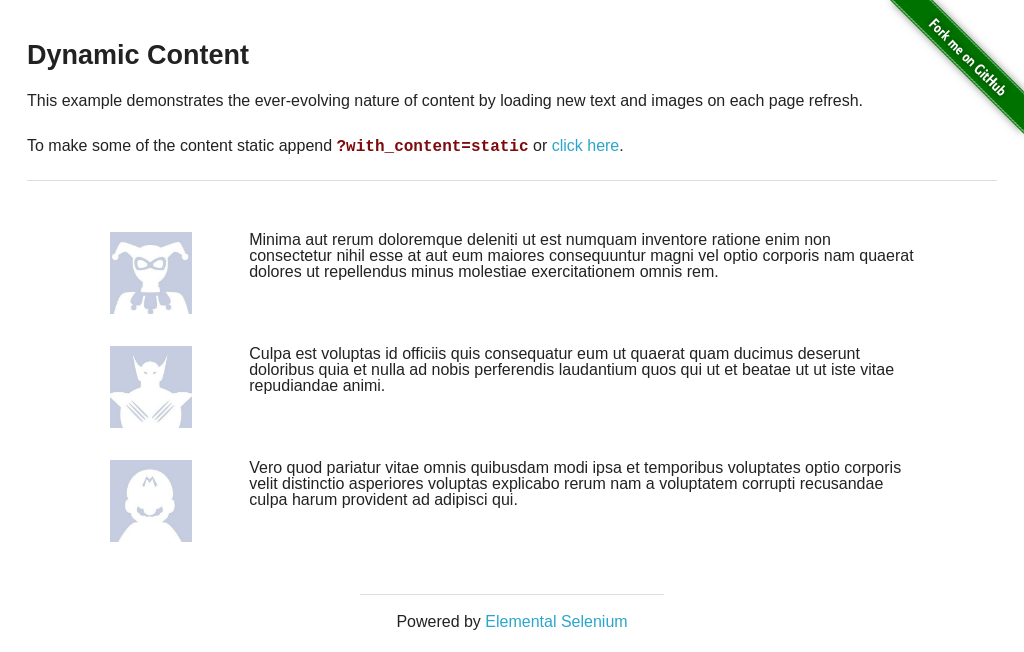 Fork me on GitHub
Dynamic Content
This example demonstrates the ever-evolving nature of content by loading new text and images on each page refresh.
To make some of the content static append ?with_content=static or click here.
Minima aut rerum doloremque deleniti ut est numquam inventore ratione enim non
consectetur nihil esse at aut eum maiores consequuntur magni vel optio corporis nam quaerat
dolores ut repellendus minus molestiae exercitationem omnis rem.
Culpa est voluptas id officiis quis consequatur eum ut quaerat quam ducimus deserunt
doloribus quia et nulla ad nobis perferendis laudantium quos qui ut et beatae ut ut iste vitae
repudiandae animi.
Vero quod pariatur vitae omnis quibusdam modi ipsa et temporibus voluptates optio corporis
velit distinctio asperiores voluptas explicabo rerum nam a voluptatem corrupti recusandae
culpa harum provident ad adipisci qui.
Powered by Elemental Selenium